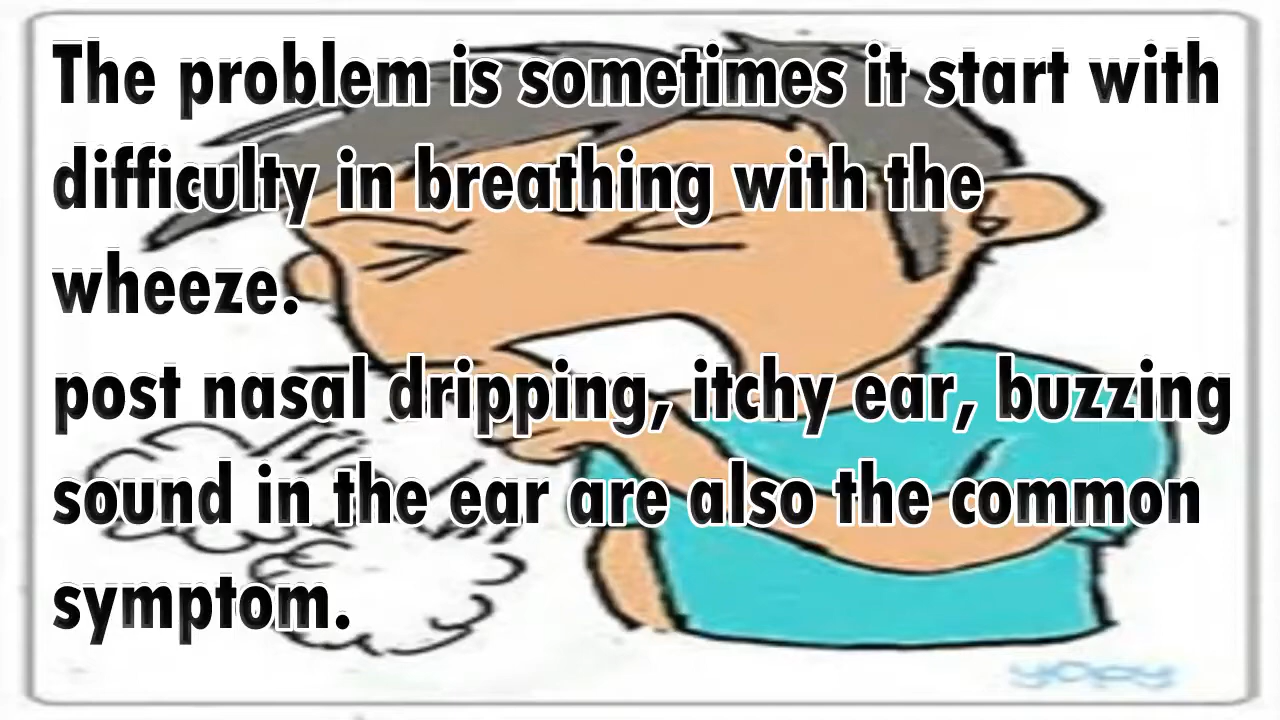 The problem is sometimes it start with
difficulty in breathing with the
wheeze.
post nasal dripping, itchy ear, buzzing
sound in the ear are also the common
symptom.
yopy